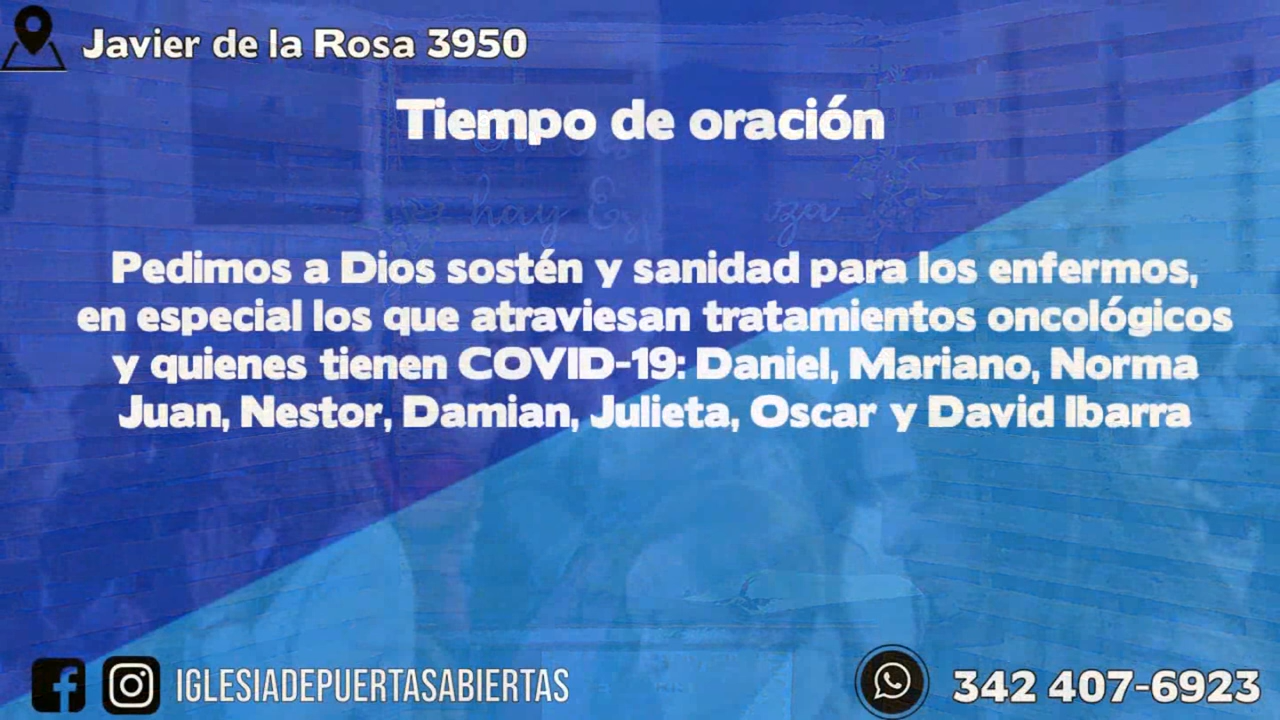 Javier de la Rosa 3950
Tiempo de oración
hay
Pedimos a Dios sostén y sanidad para los enfermos,
en especial los que atraviesan tratamientos oncológicos
y quienes tienen COVID-19: Daniel, Mariano, Norma
Juan, Nestor, Damian, Julieta, Oscar y David Ibarra
IGLESIADEPUERTASABIERTAS
342 407-6923